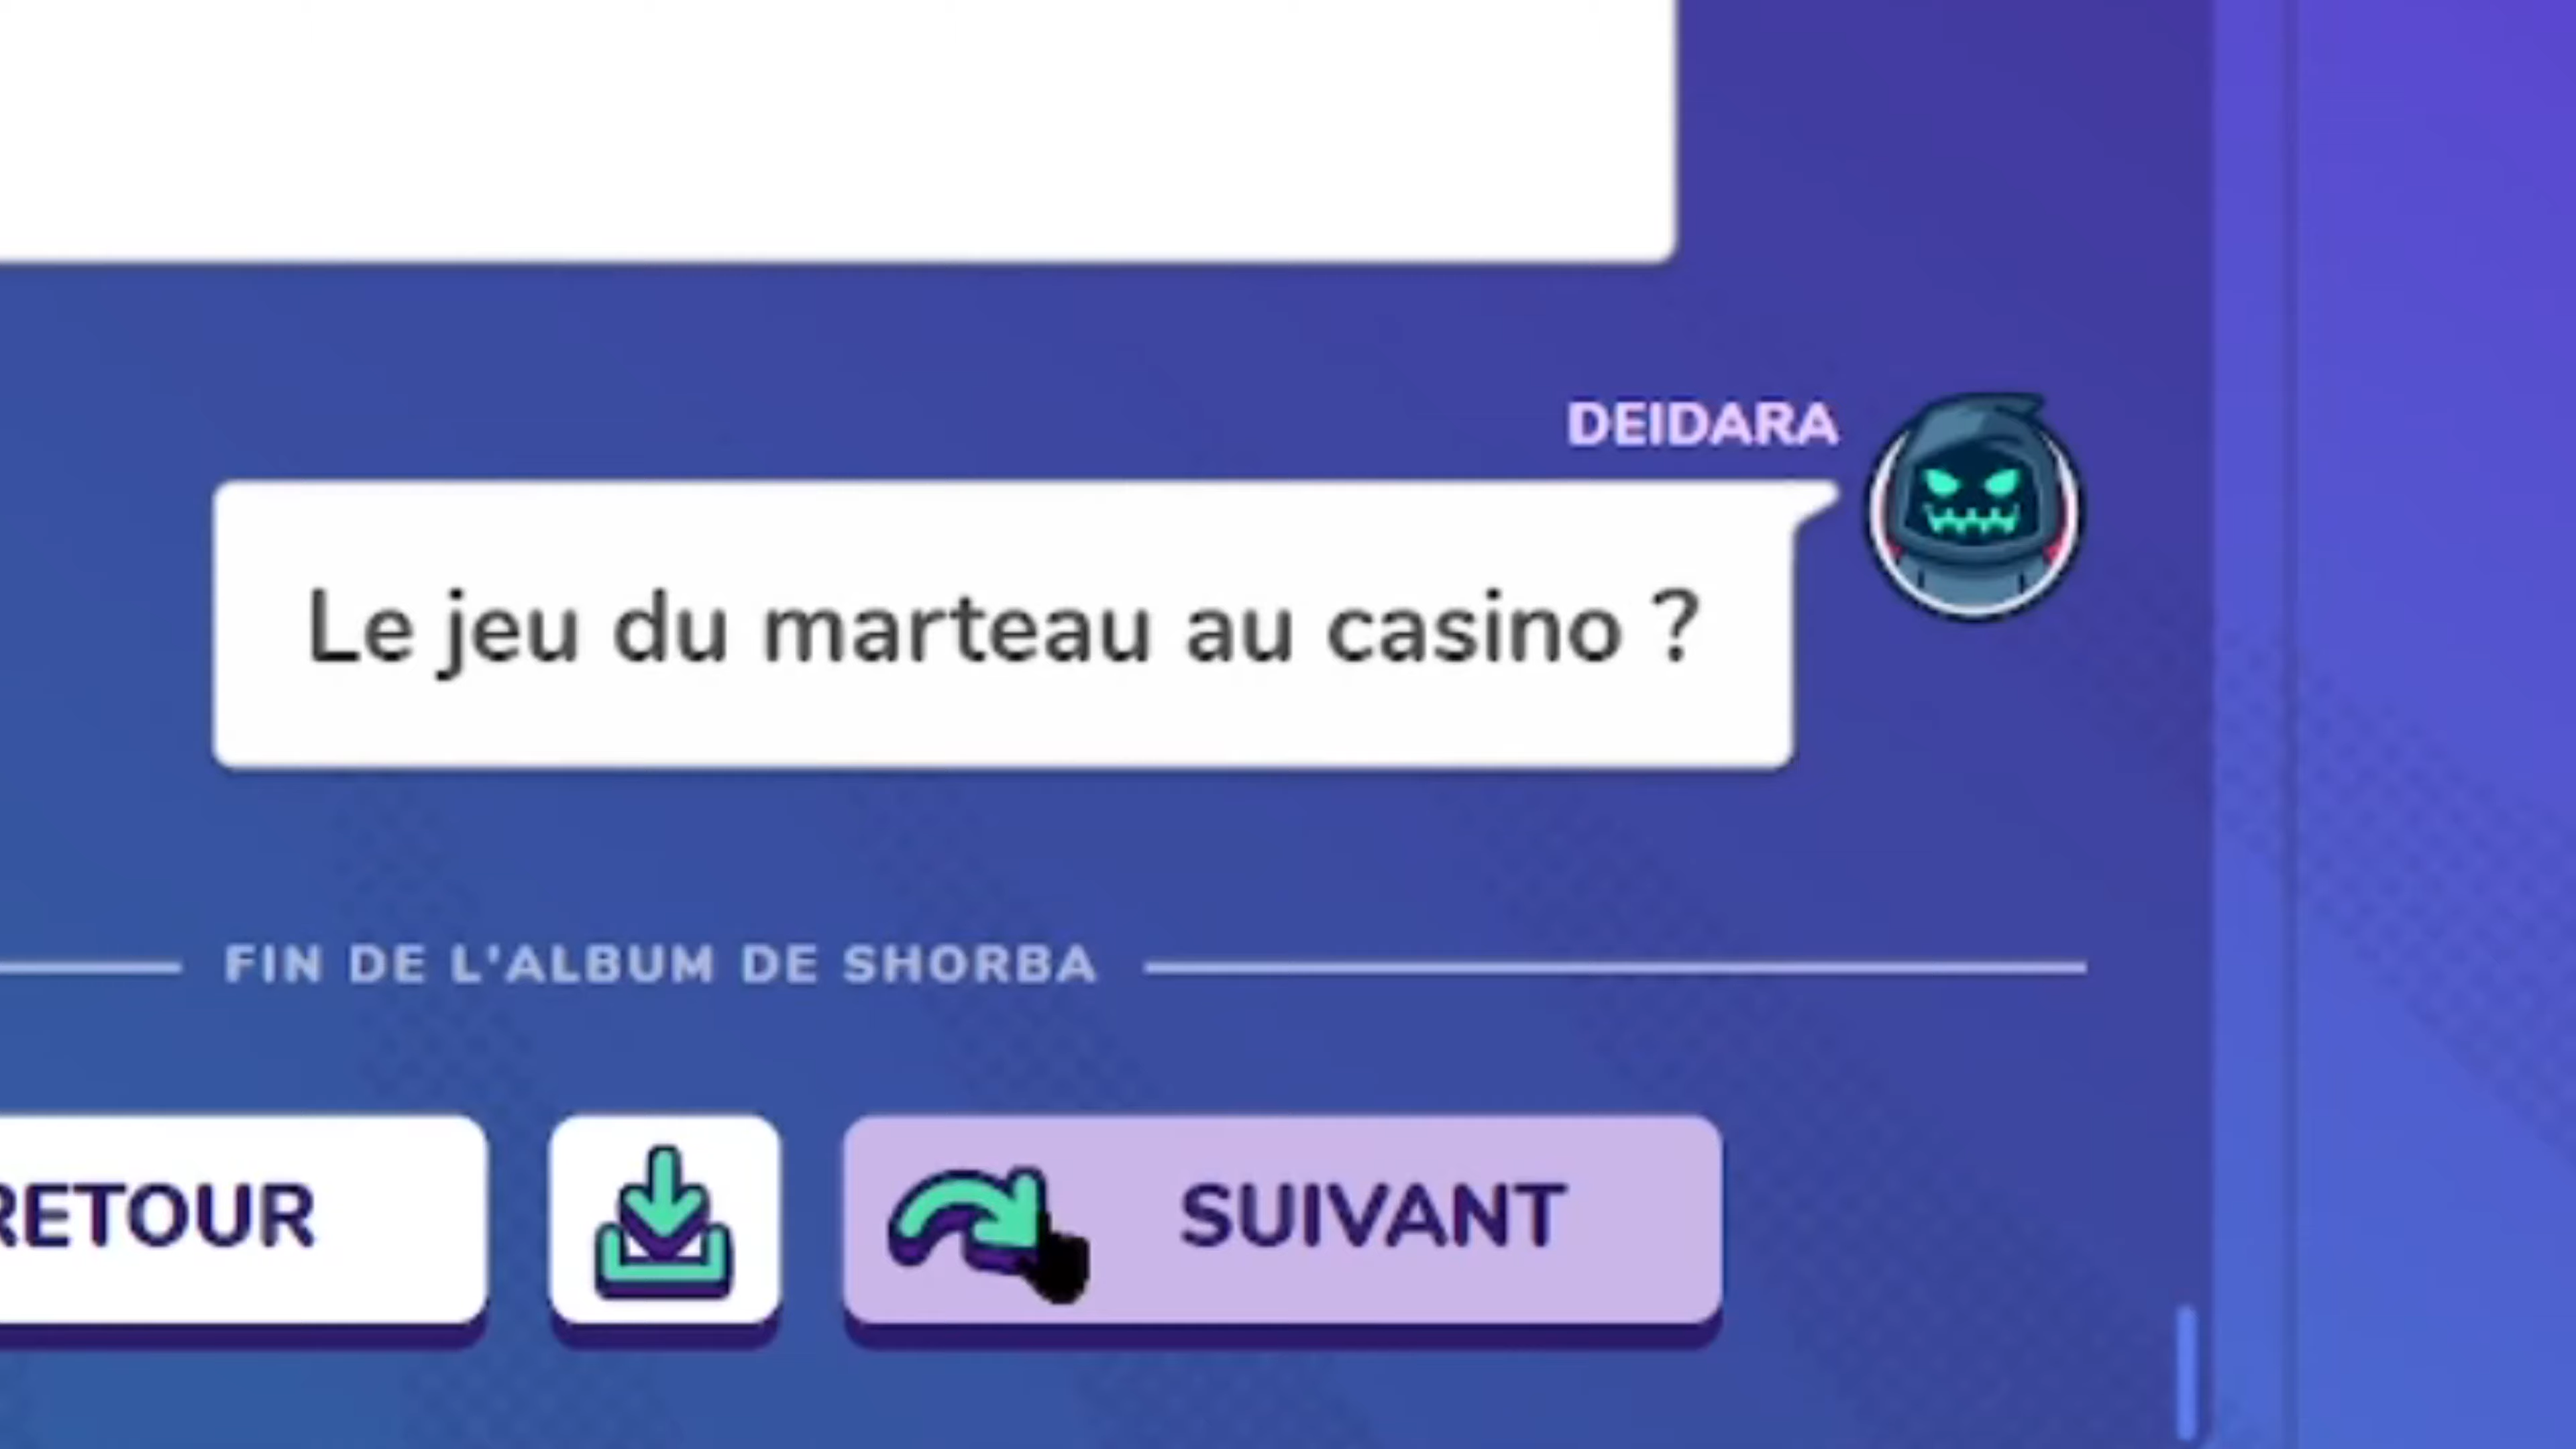 DEIDARA
Le jeu du marteau au casino ?
FIN DE L'ALBUM DE SHORBA
RETOUR
SUIVANT